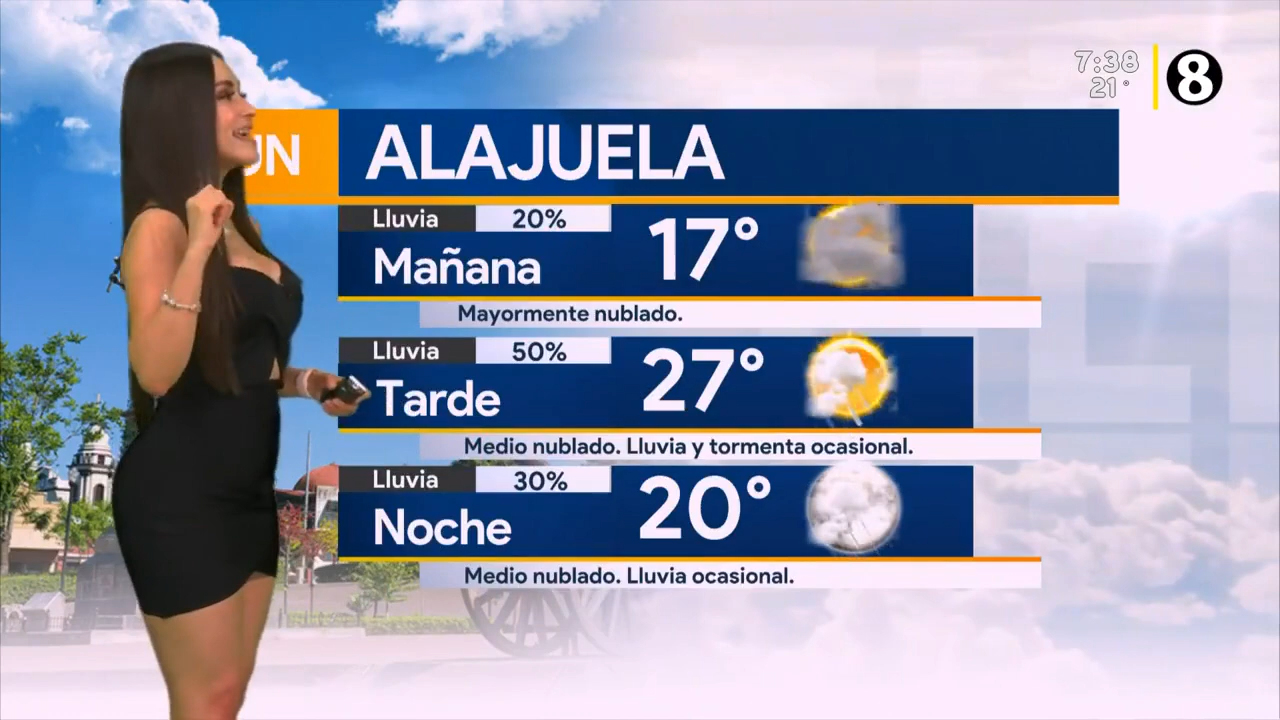 7:38
21°
8
UN
ALAJUELA
Lluvia 20%
Mañana 17°
Mayormente nublado.
Lluvia 50%
Tarde 27°
Medio nublado. Lluvia y tormenta ocasional.
Lluvia 30%
Noche 20°
Medio nublado. Lluvia ocasional.